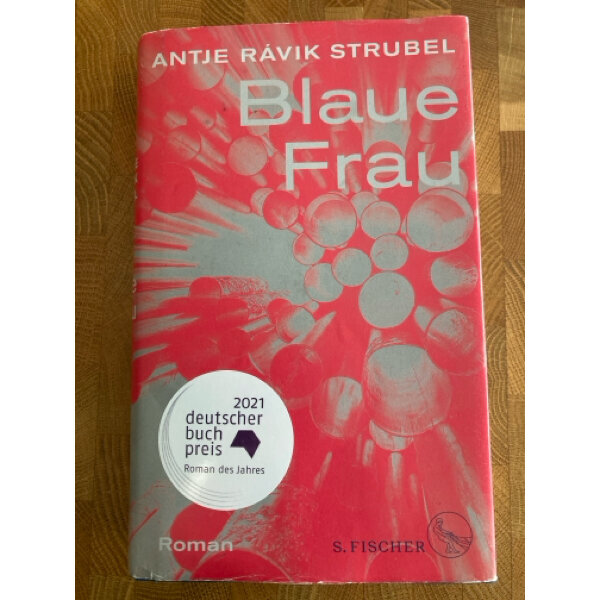 ANTJE RÁVIK STRUBEL
Blaue
Frau
2021
deutscher
buch
preis
Roman des Jahres
Roman
S. FISCHER